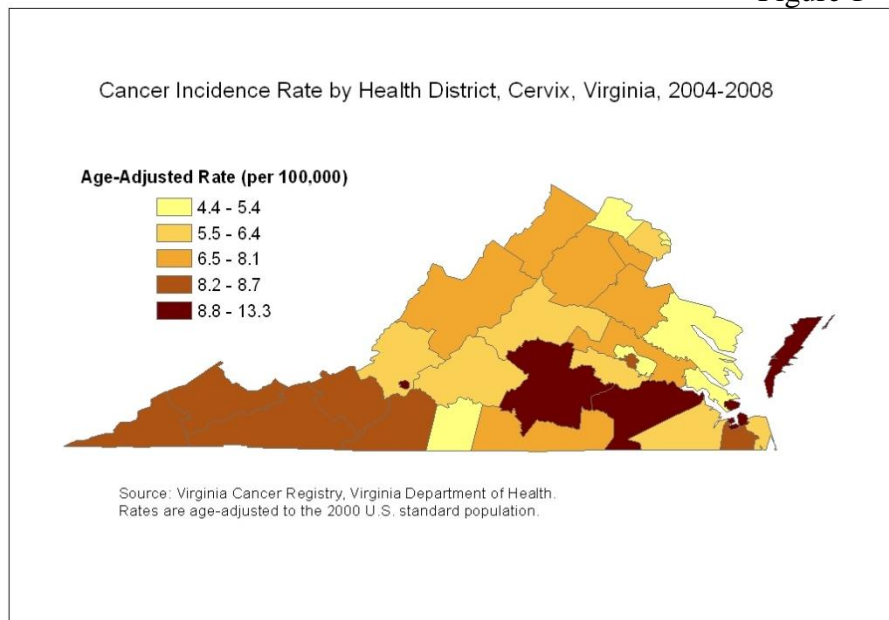 Cancer Incidence Rate by Health District, Cervix, Virginia, 2004-2008
Age-Adjusted Rate (per 100,000)
4.4 - 5.4
5.5 - 6.4
6.5 - 8.1
8.2 - 8.7
8.8 - 13.3
Source: Virginia Cancer Registry, Virginia Department of Health.
Rates are age-adjusted to the 2000 U.S. standard population.